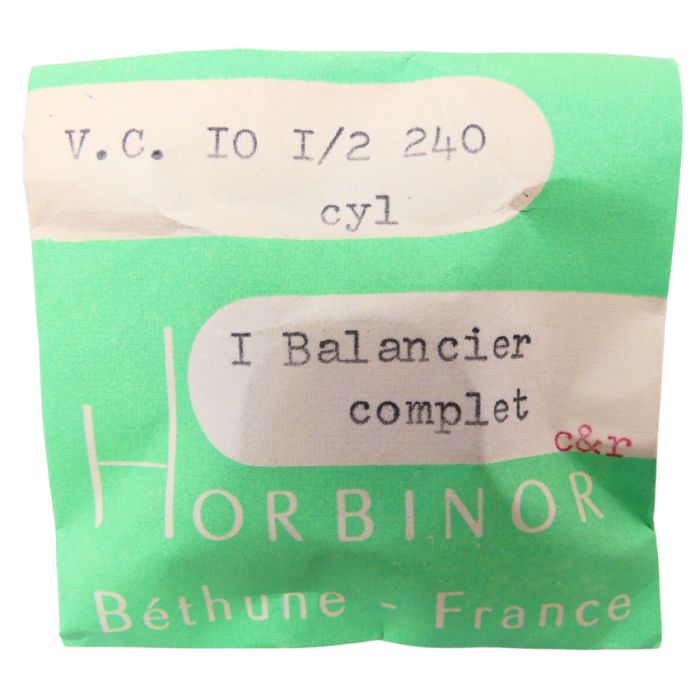 V.C. IO I/2 240
cyl
I Balancier
complet
c&r
HORBINOR
Béthune - France